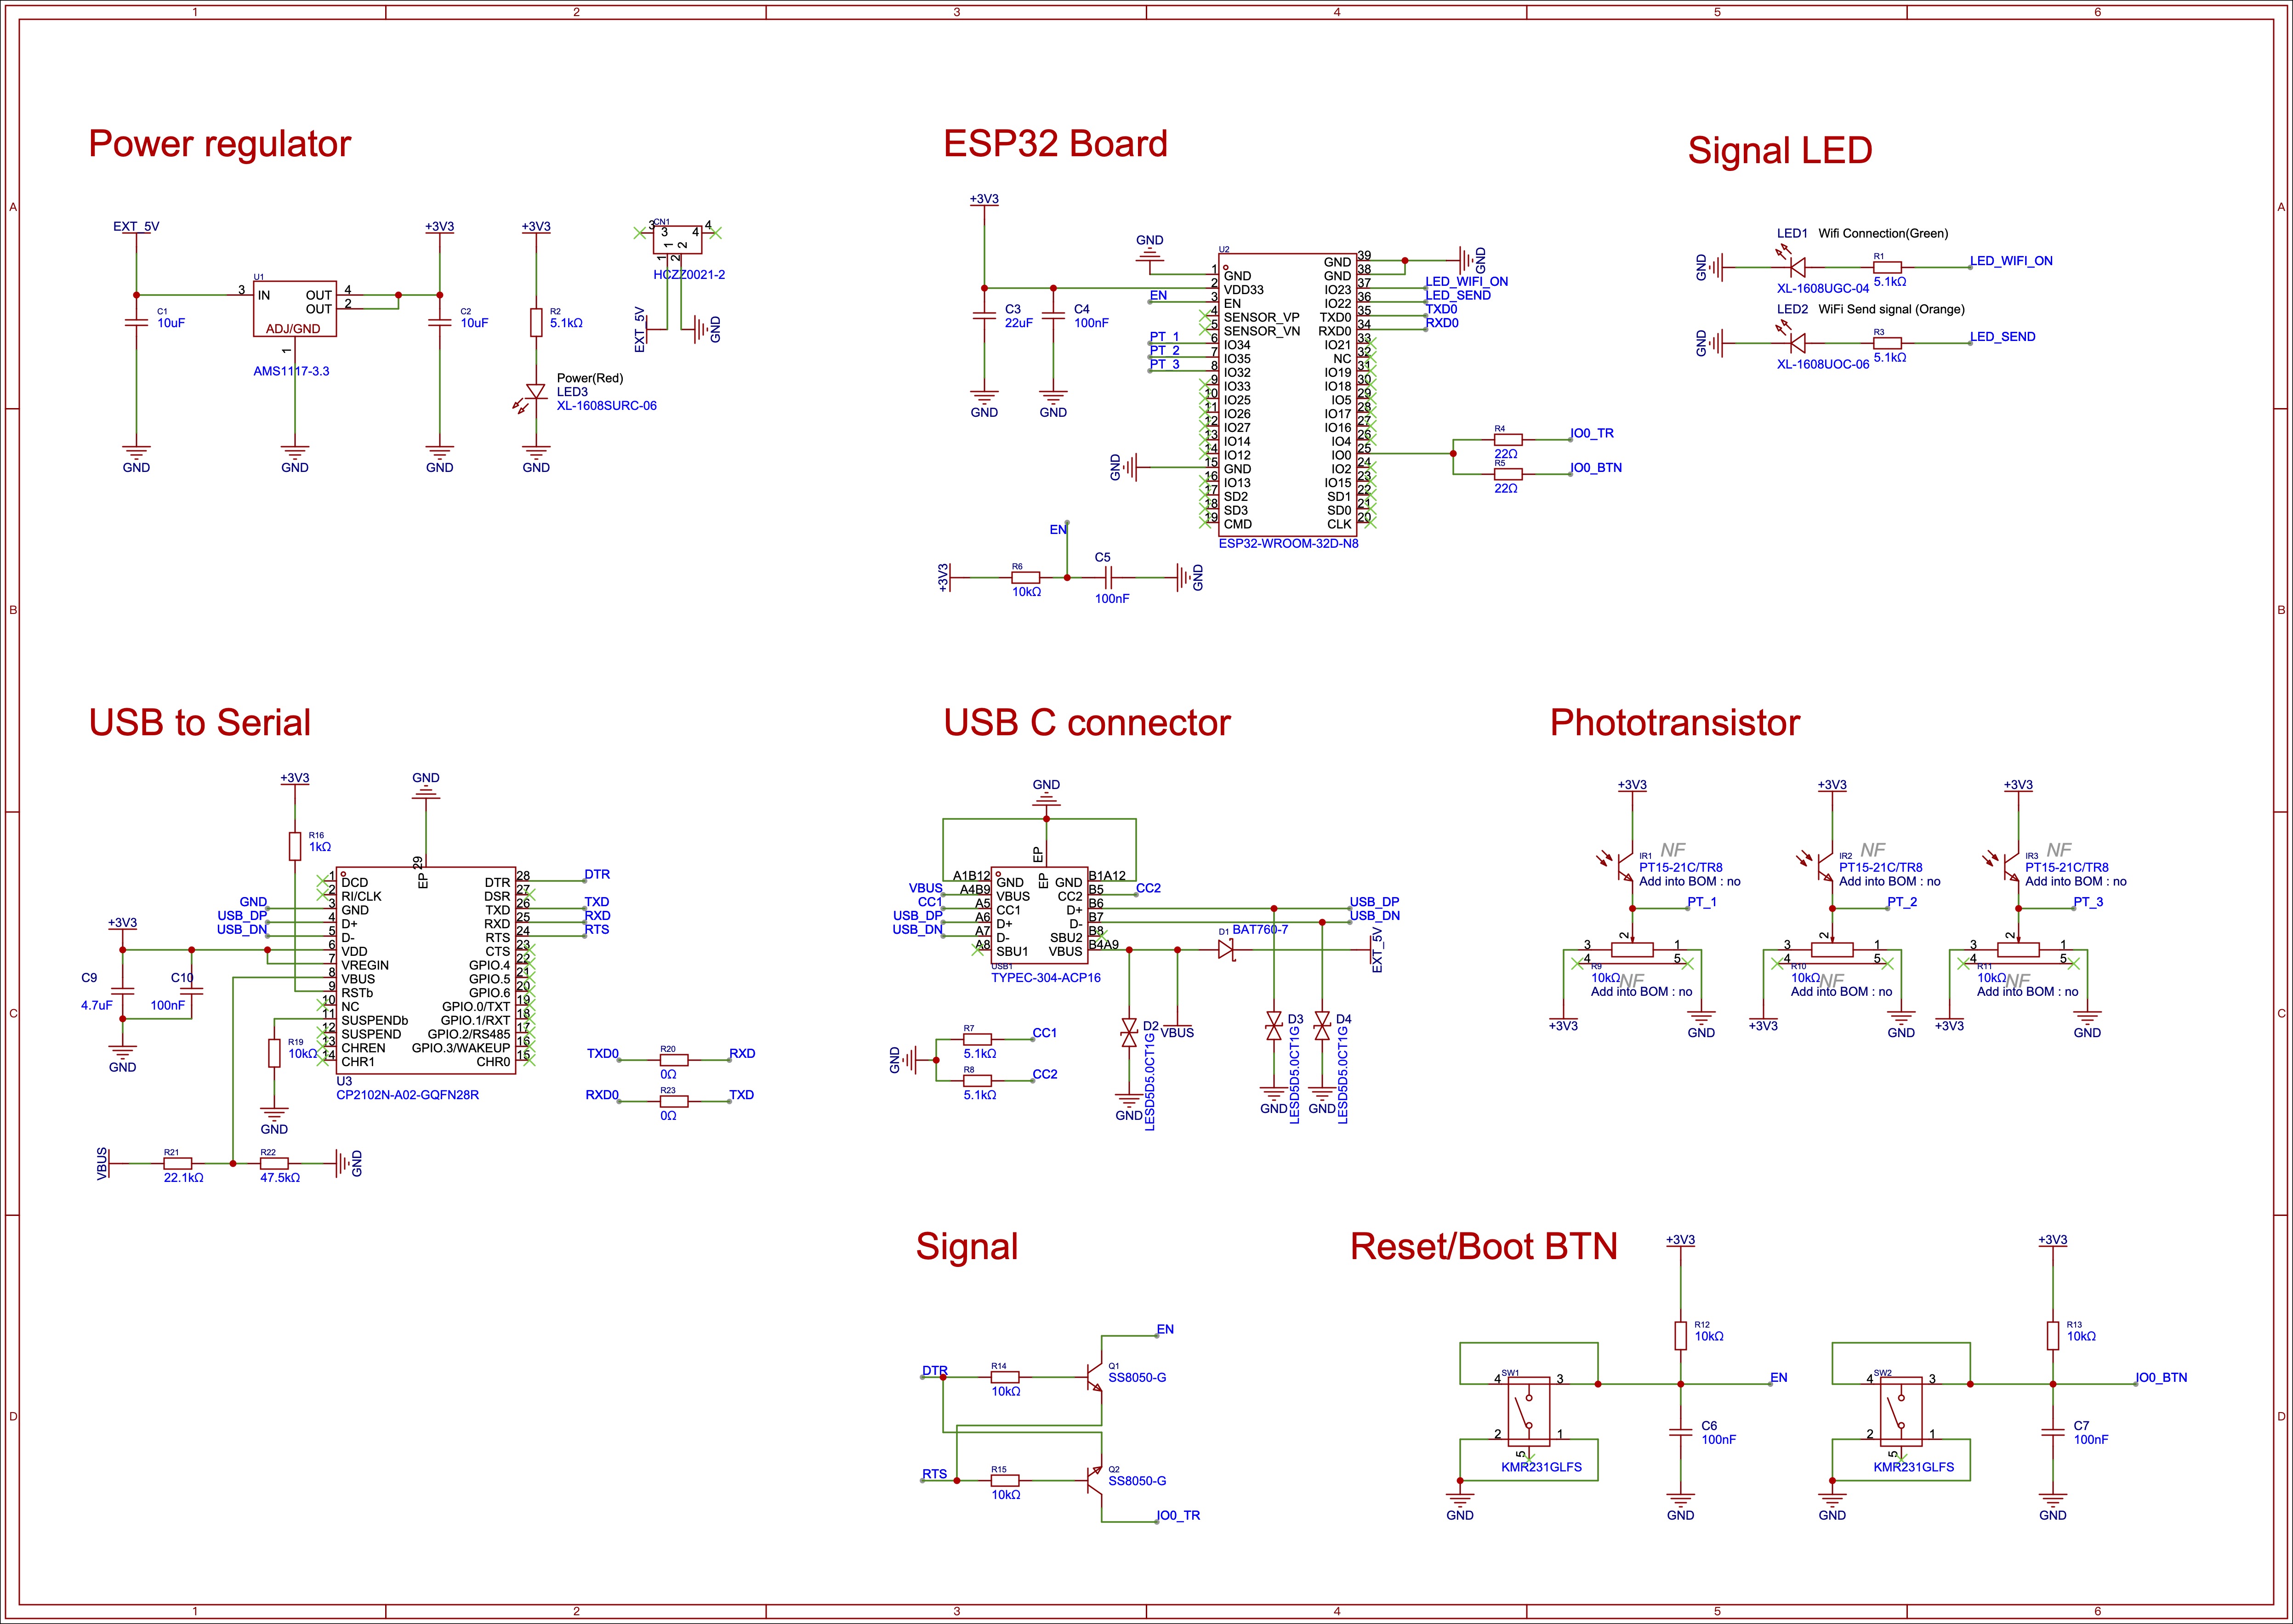 1 2 3 4 5 6
A
B
C
D
Power regulator
EXT_5V
C1
10uF
GND
U1
3 IN
OUT 4
OUT 2
ADJ/GND
1
AMS1117-3.3
GND
+3V3
C2
10uF
GND
+3V3
R2
5.1kΩ
Power(Red)
LED3
XL-1608SURC-06
GND
CN1
3 3 4 4
1 2
1 2
HCZZ0021-2
EXT_5V
GND
ESP32 Board
+3V3
C3
22uF
GND
C4
100nF
GND
GND
EN
PT_1
PT_2
PT_3
GND
U2
1 GND
2 VDD33
3 EN
4 SENSOR_VP
5 SENSOR_VN
6 IO34
7 IO35
8 IO32
9 IO33
10 IO25
11 IO26
12 IO27
13 IO14
14 IO12
15 GND
16 IO13
17 SD2
18 SD3
19 CMD
GND 39
GND 38
IO23 37
IO22 36
TXD0 35
RXD0 34
IO21 33
NC 32
IO19 31
IO18 30
IO5 29
IO17 28
IO16 27
IO4 26
IO0 25
IO2 24
IO15 23
SD1 22
SD0 21
CLK 20
ESP32-WROOM-32D-N8
GND
LED_WIFI_ON
LED_SEND
TXD0
RXD0
R4
22Ω
IO0_TR
R5
22Ω
IO0_BTN
EN
+3V3
R6
10kΩ
C5
100nF
GND
Signal LED
LED1 Wifi Connection(Green)
GND
XL-1608UGC-04
R1
5.1kΩ
LED_WIFI_ON
LED2 WiFi Send signal (Orange)
GND
XL-1608UOC-06
R3
5.1kΩ
LED_SEND
USB to Serial
+3V3
R16
1kΩ
GND
EP 29
GND
USB_DP
USB_DN
+3V3
C9
4.7uF
C10
100nF
GND
1 DCD
2 RI/CLK
3 GND
4 D+
5 D-
6 VDD
7 VREGIN
8 VBUS
9 RSTb
10 NC
11 SUSPENDb
12 SUSPEND
13 CHREN
14 CHR1
DTR 28
DSR 27
TXD 26
RXD 25
RTS 24
CTS 23
GPIO.4 22
GPIO.5 21
GPIO.6 20
GPIO.0/TXT 19
GPIO.1/RXT 18
GPIO.2/RS485 17
GPIO.3/WAKEUP 16
CHR0 15
U3
CP2102N-A02-GQFN28R
DTR
TXD
RXD
RTS
R19
10kΩ
GND
TXD0
R20
0Ω
RXD
RXD0
R23
0Ω
TXD
VBUS
R21
22.1kΩ
R22
47.5kΩ
GND
USB C connector
GND
EP
EP
VBUS
CC1
USB_DP
USB_DN
A1B12 GND
A4B9 VBUS
A5 CC1
A6 D+
A7 D-
A8 SBU1
GND B1A12
CC2 B5
D+ B6
D- B7
SBU2 B8
VBUS B4A9
USB1
TYPEC-304-ACP16
CC2
USB_DP
USB_DN
D1 BAT760-7
EXT_5V
D2
LESD5D5.0CT1G
GND
VBUS
D3
LESD5D5.0CT1G
GND
D4
LESD5D5.0CT1G
GND
GND
R7
5.1kΩ
CC1
R8
5.1kΩ
CC2
Phototransistor
+3V3
IR1 NF
PT15-21C/TR8
Add into BOM : no
PT_1
2
3 1
4 5
R9
10kΩ NF
Add into BOM : no
+3V3
GND
+3V3
IR2 NF
PT15-21C/TR8
Add into BOM : no
PT_2
2
3 1
4 5
R10
10kΩ NF
Add into BOM : no
+3V3
GND
+3V3
IR3 NF
PT15-21C/TR8
Add into BOM : no
PT_3
2
3 1
4 5
R11
10kΩ NF
Add into BOM : no
+3V3
GND
Signal
DTR
R14
10kΩ
EN
Q1
SS8050-G
RTS
R15
10kΩ
Q2
SS8050-G
IO0_TR
Reset/Boot BTN
+3V3
R12
10kΩ
4 SW1 3
2 1
5
KMR231GLFS
GND
EN
C6
100nF
GND
+3V3
R13
10kΩ
4 SW2 3
2 1
5
KMR231GLFS
GND
IO0_BTN
C7
100nF
GND
A
B
C
D
1 2 3 4 5 6